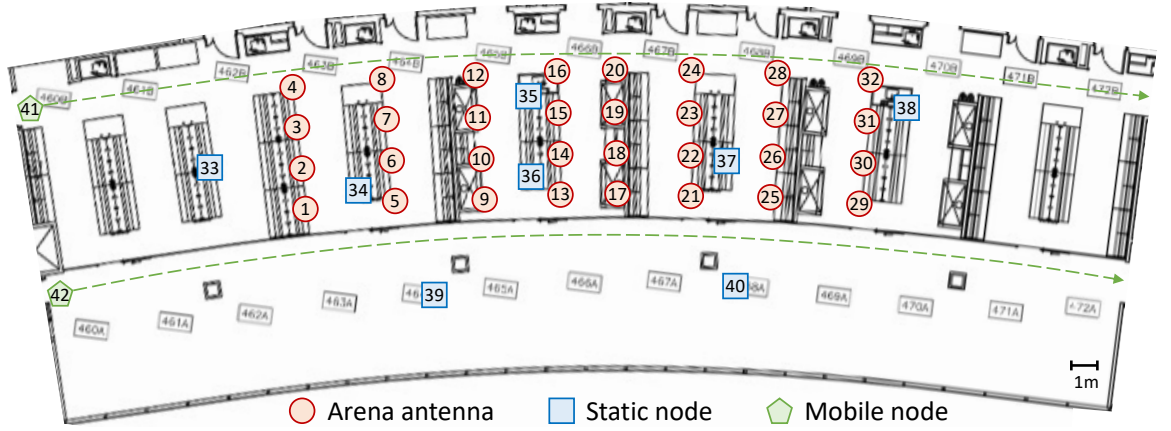 460B 461B 462B 463B 464B 465B 466B 467B 468B 469B 470B 471B 472B
41
4 8 12 16 20 24 28 32
35 38
3 7 11 15 19 23 27 31
33 2 6 10 14 18 22 37 26 30
34 36
1 5 9 13 17 21 25 29
42
39 40
460A 461A 462A 463A 465A 466A 467A 469A 470A 471A 472A
1m
Arena antenna Static node Mobile node